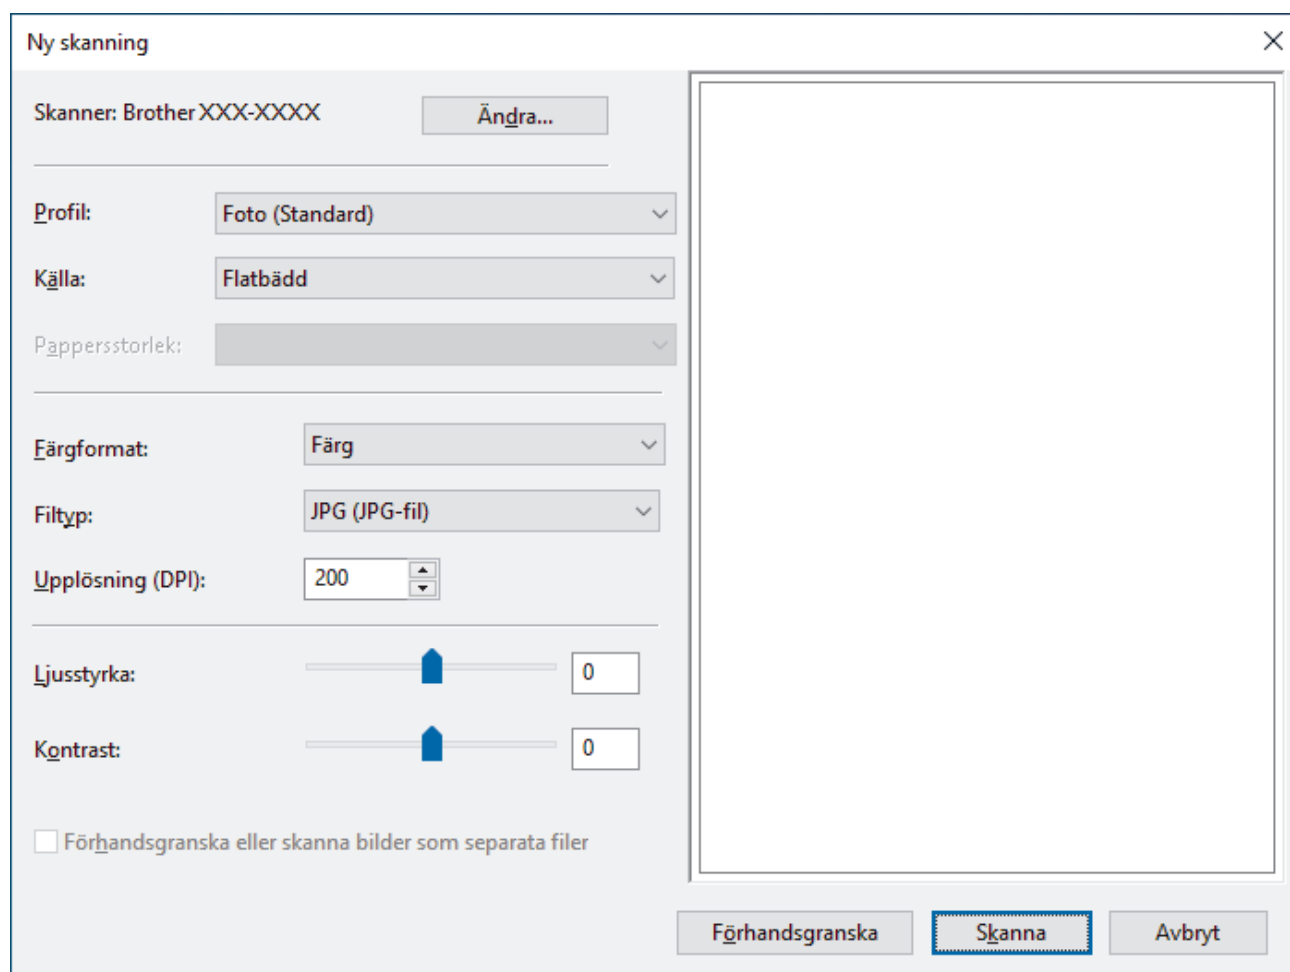 Ny skanning
Skanner: Brother XXX-XXXX
Ändra...
Profil: Foto (Standard)
Källa: Flatbädd
Pappersstorlek:
Färgformat: Färg
Filtyp: JPG (JPG-fil)
Upplösning (DPI): 200
Ljusstyrka: 0
Kontrast: 0
Förhandsgranska eller skanna bilder som separata filer
Förhandsgranska Skanna Avbryt